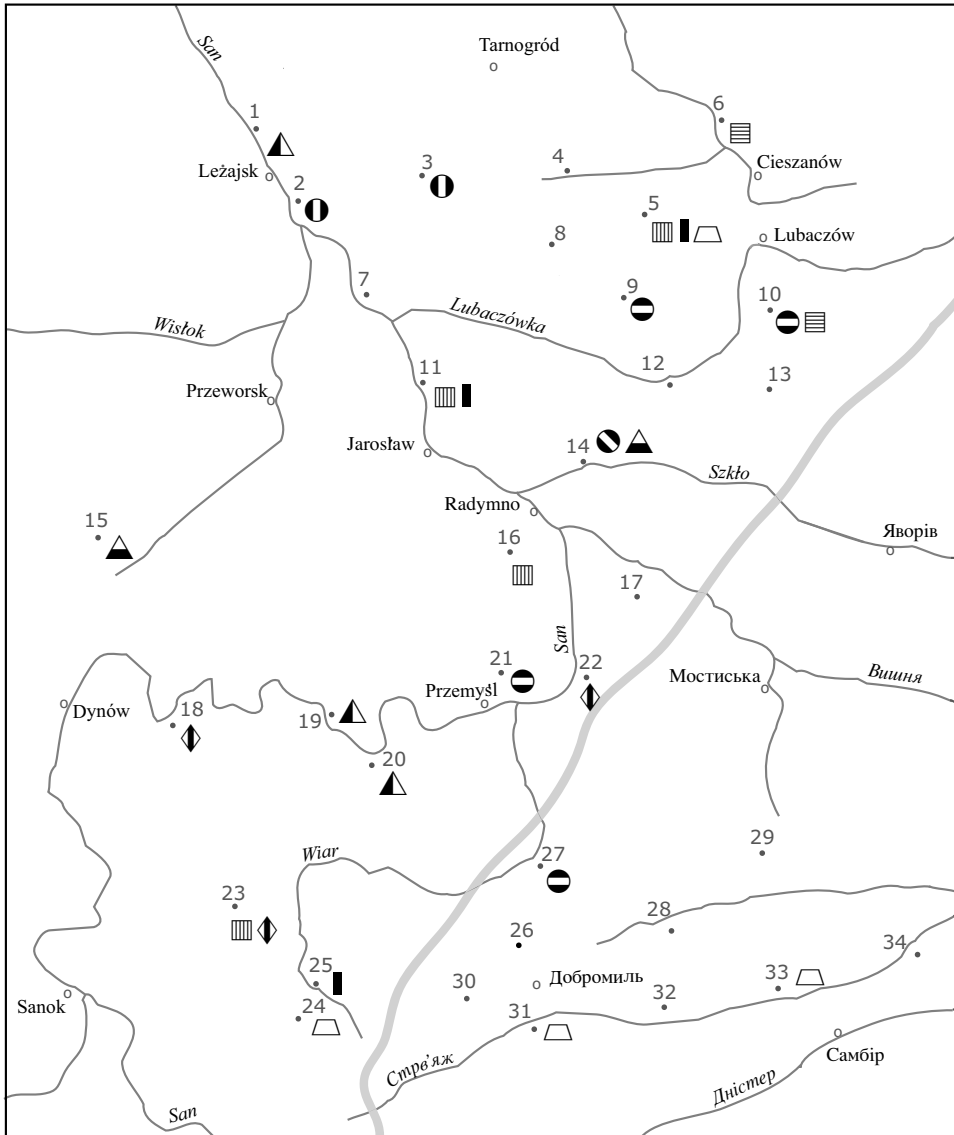 San
Tarnogród
1
6
Leżajsk
3
4
Cieszanów
2
5
8
Lubaczów
7
9
10
Wisłok
Lubaczówka
12
13
Przeworsk
11
Jarosław
14
Szkło
15
Radymno
Яворів
16
17
San
21
22
Przemyśl
Мостиська
Вишня
Dynów
18
19
20
Wiar
27
29
23
28
26
34
25
30
Добромиль
33
Sanok
24
31
32
Стрв'яж
Самбір
Дністер
San